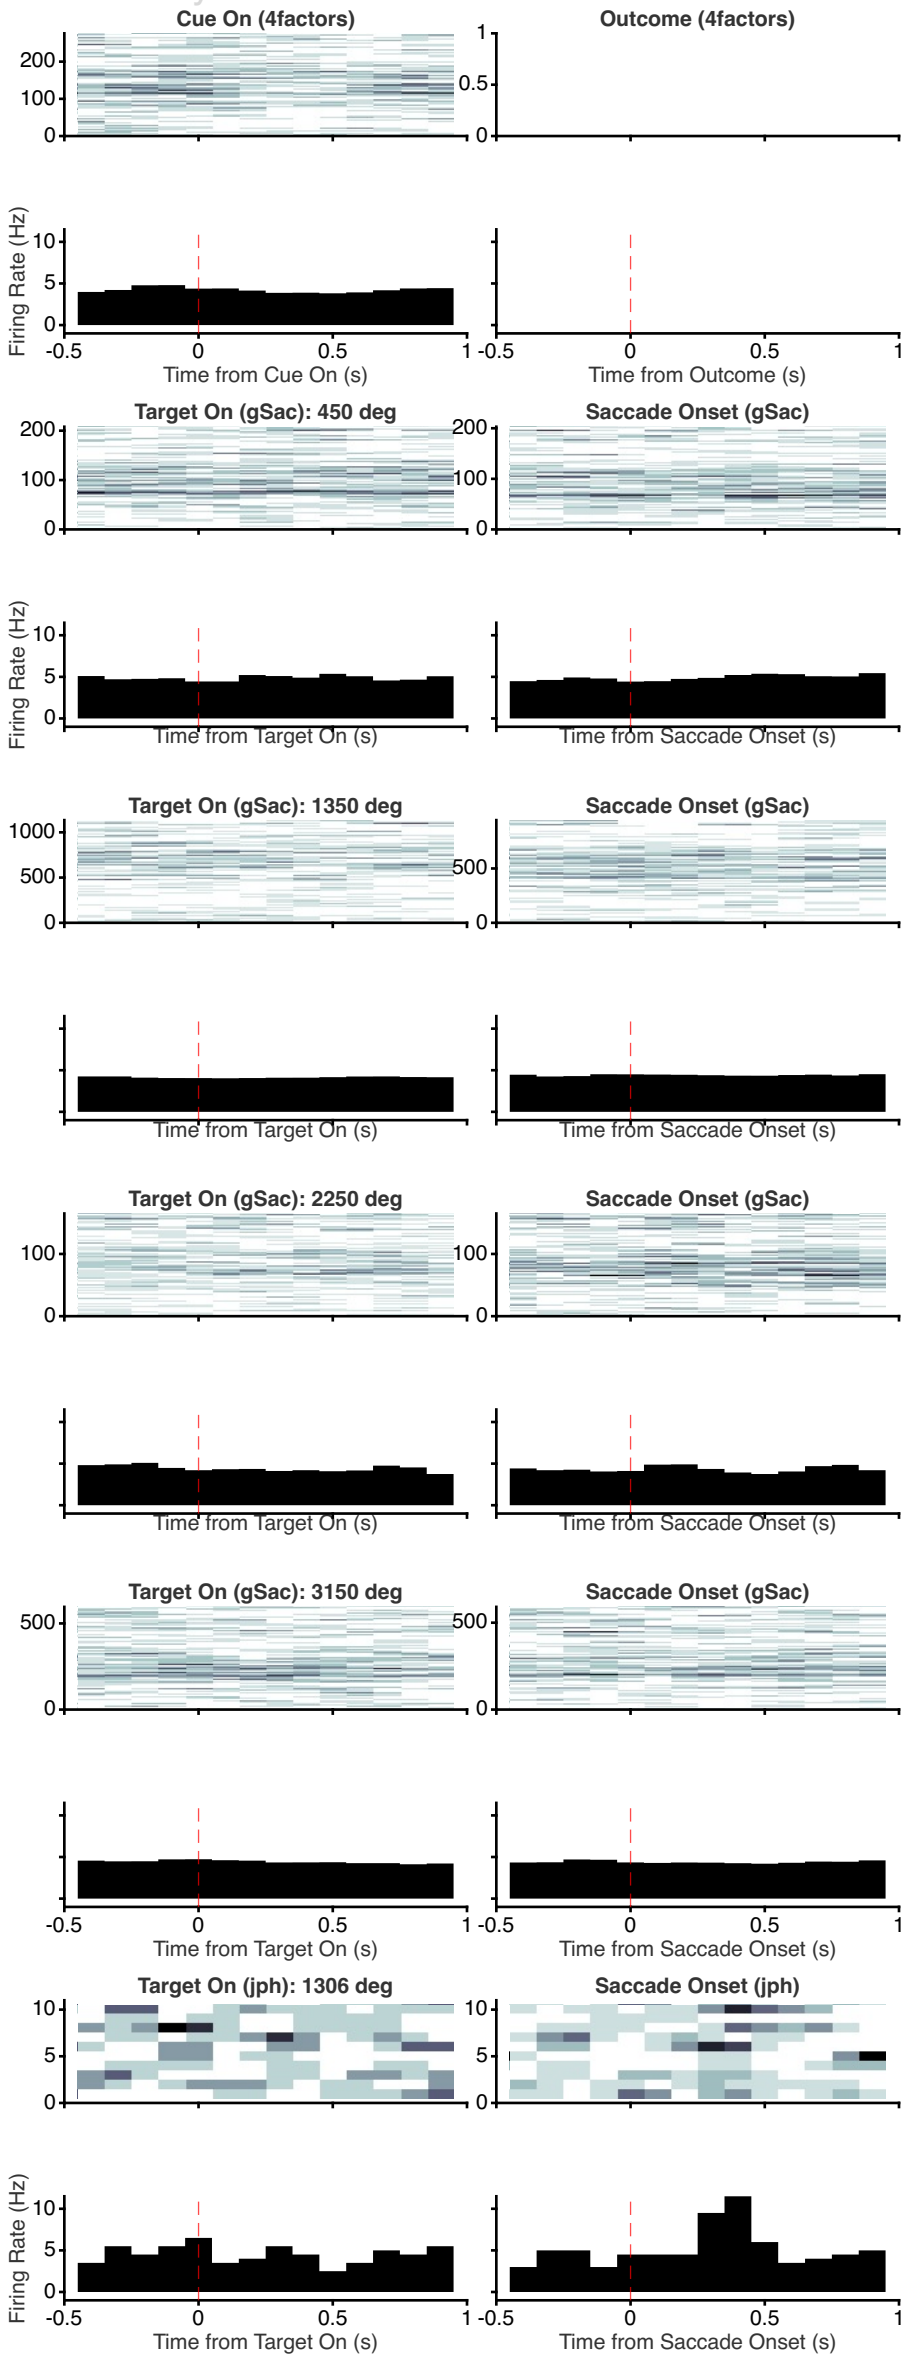 Cue On (4factors)
Outcome (4factors)
200
100
0
1
0.5
0
Firing Rate (Hz)
10
5
0
-0.5 0 0.5 1
-0.5 0 0.5 1
Time from Cue On (s)
Time from Outcome (s)
Target On (gSac): 450 deg
Saccade Onset (gSac)
200
100
0
200
100
0
Firing Rate (Hz)
10
5
0
Time from Target On (s)
Time from Saccade Onset (s)
Target On (gSac): 1350 deg
Saccade Onset (gSac)
1000
500
0
500
0
Time from Target On (s)
Time from Saccade Onset (s)
Target On (gSac): 2250 deg
Saccade Onset (gSac)
100
0
100
0
Time from Target On (s)
Time from Saccade Onset (s)
Target On (gSac): 3150 deg
Saccade Onset (gSac)
500
0
500
0
-0.5 0 0.5 1
-0.5 0 0.5 1
Time from Target On (s)
Time from Saccade Onset (s)
Target On (jph): 1306 deg
Saccade Onset (jph)
10
5
0
10
5
0
Firing Rate (Hz)
10
5
0
-0.5 0 0.5 1
-0.5 0 0.5 1
Time from Target On (s)
Time from Saccade Onset (s)